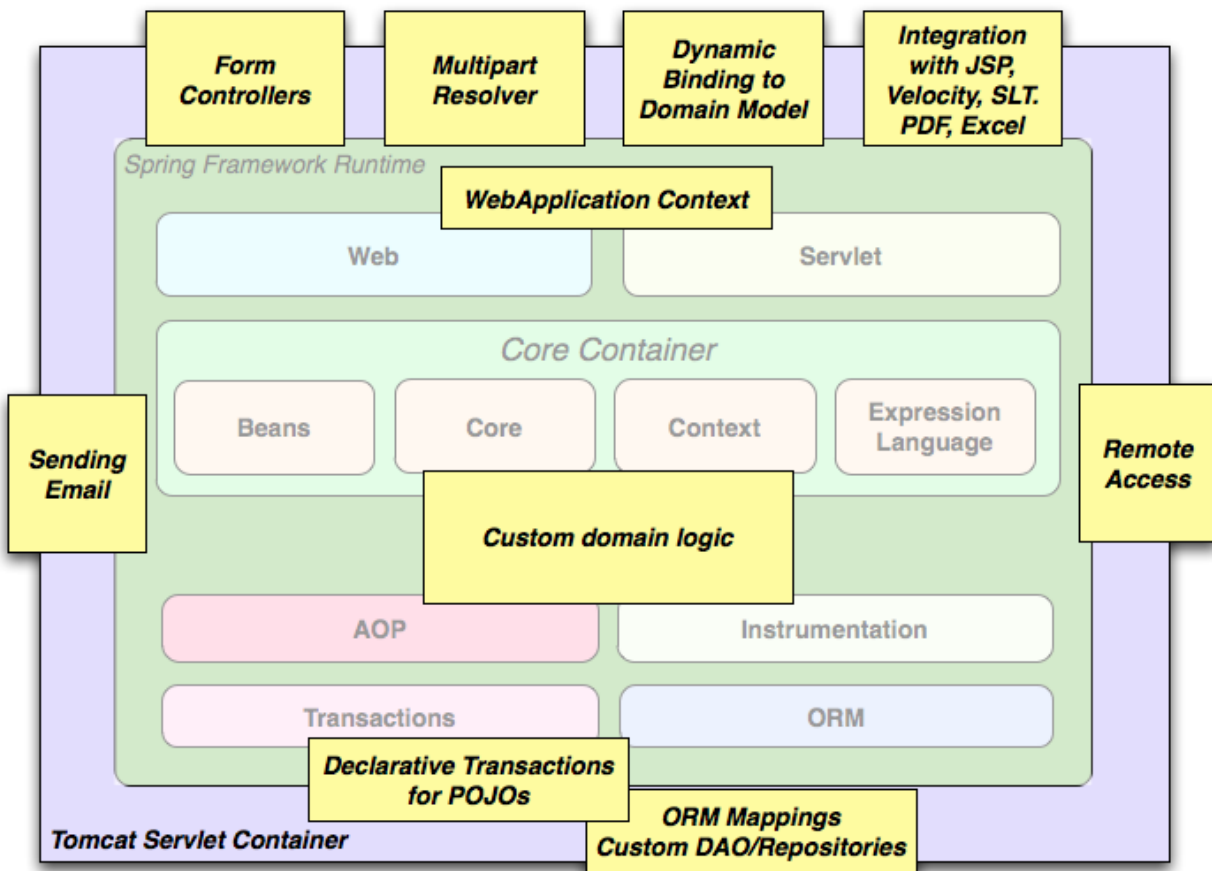 Form
Controllers
Multipart
Resolver
Dynamic
Binding to
Domain Model
Integration
with JSP,
Velocity, SLT.
PDF, Excel
Spring Framework Runtime
WebApplication Context
Web
Servlet
Core Container
Beans
Core
Context
Expression
Language
Sending
Email
Remote
Access
Custom domain logic
AOP
Instrumentation
Transactions
ORM
Declarative Transactions
for POJOs
ORM Mappings
Custom DAO/Repositories
Tomcat Servlet Container